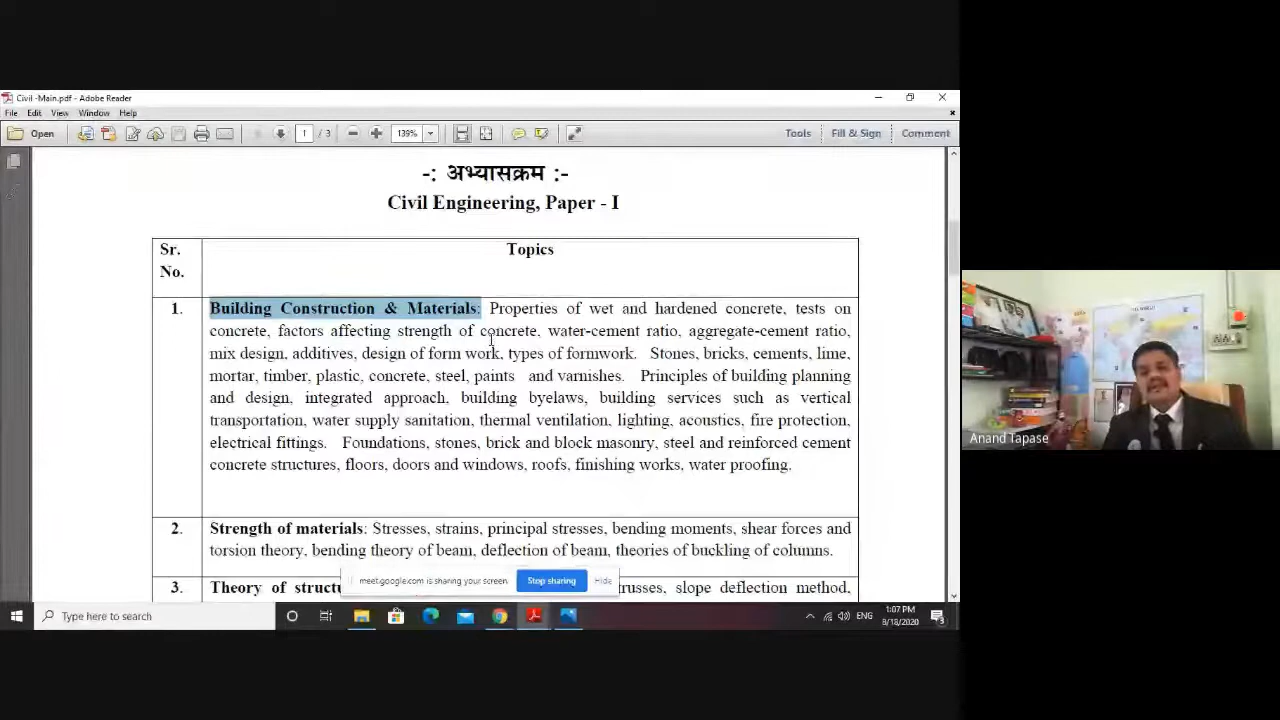 Civil -Main.pdf - Adobe Reader
File Edit View Window Help
Open 1 / 3 139% Tools Fill & Sign Comment
-: अभ्यासक्रम :-
Civil Engineering, Paper - I
Sr. No. Topics
1. Building Construction & Materials: Properties of wet and hardened concrete, tests on
concrete, factors affecting strength of concrete, water-cement ratio, aggregate-cement ratio,
mix design, additives, design of form work, types of formwork. Stones, bricks, cements, lime,
mortar, timber, plastic, concrete, steel, paints and varnishes. Principles of building planning
and design, integrated approach, building byelaws, building services such as vertical
transportation, water supply sanitation, thermal ventilation, lighting, acoustics, fire protection,
electrical fittings. Foundations, stones, brick and block masonry, steel and reinforced cement
concrete structures, floors, doors and windows, roofs, finishing works, water proofing.
2. Strength of materials: Stresses, strains, principal stresses, bending moments, shear forces and
torsion theory, bending theory of beam, deflection of beam, theories of buckling of columns.
3. Theory of structu trusses, slope deflection method,
meet.google.com is sharing your screen Stop sharing Hide
Type here to search
ENG
1:07 PM
8/18/2020
Anand Tapase